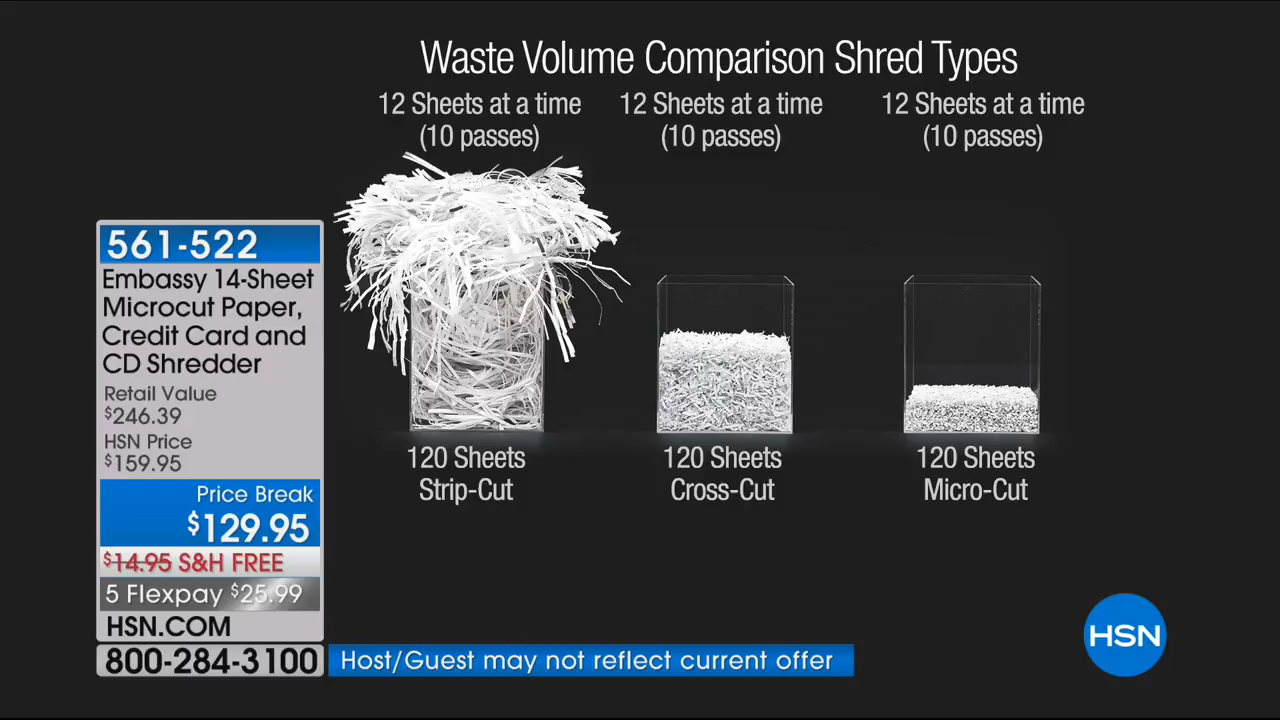 Waste Volume Comparison Shred Types
12 Sheets at a time
(10 passes)
12 Sheets at a time
(10 passes)
12 Sheets at a time
(10 passes)
120 Sheets
Strip-Cut
120 Sheets
Cross-Cut
120 Sheets
Micro-Cut
561-522
Embassy 14-Sheet
Microcut Paper,
Credit Card and
CD Shredder
Retail Value
$246.39
HSN Price
$159.95
Price Break
$129.95
$14.95 S&H FREE
5 Flexpay $25.99
HSN.COM
800-284-3100
Host/Guest may not reflect current offer
HSN